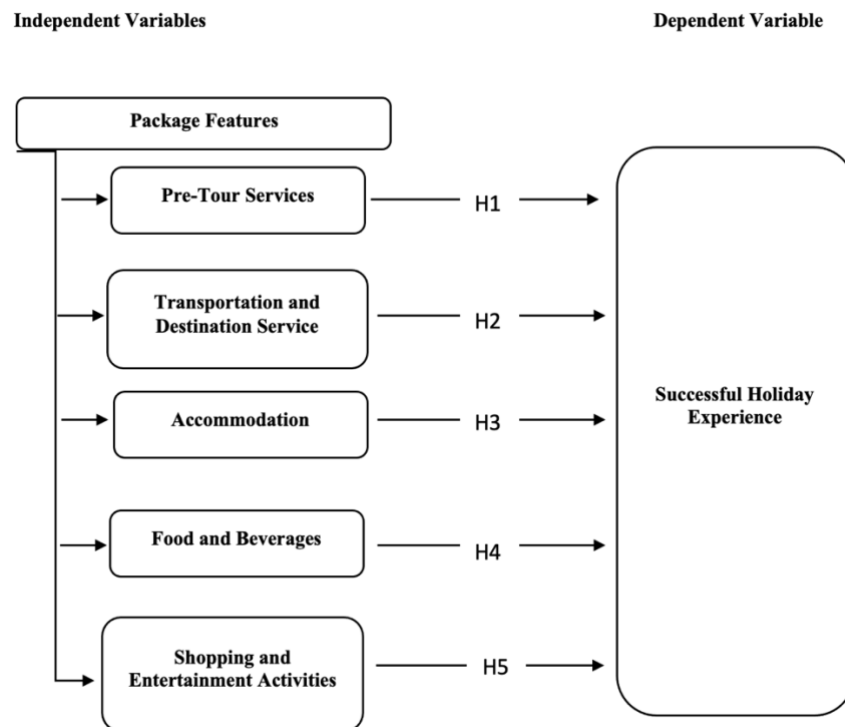 Independent Variables
Dependent Variable
Package Features
Pre-Tour Services
H1
Transportation and
Destination Service
H2
Accommodation
H3
Successful Holiday
Experience
Food and Beverages
H4
Shopping and
Entertainment Activities
H5